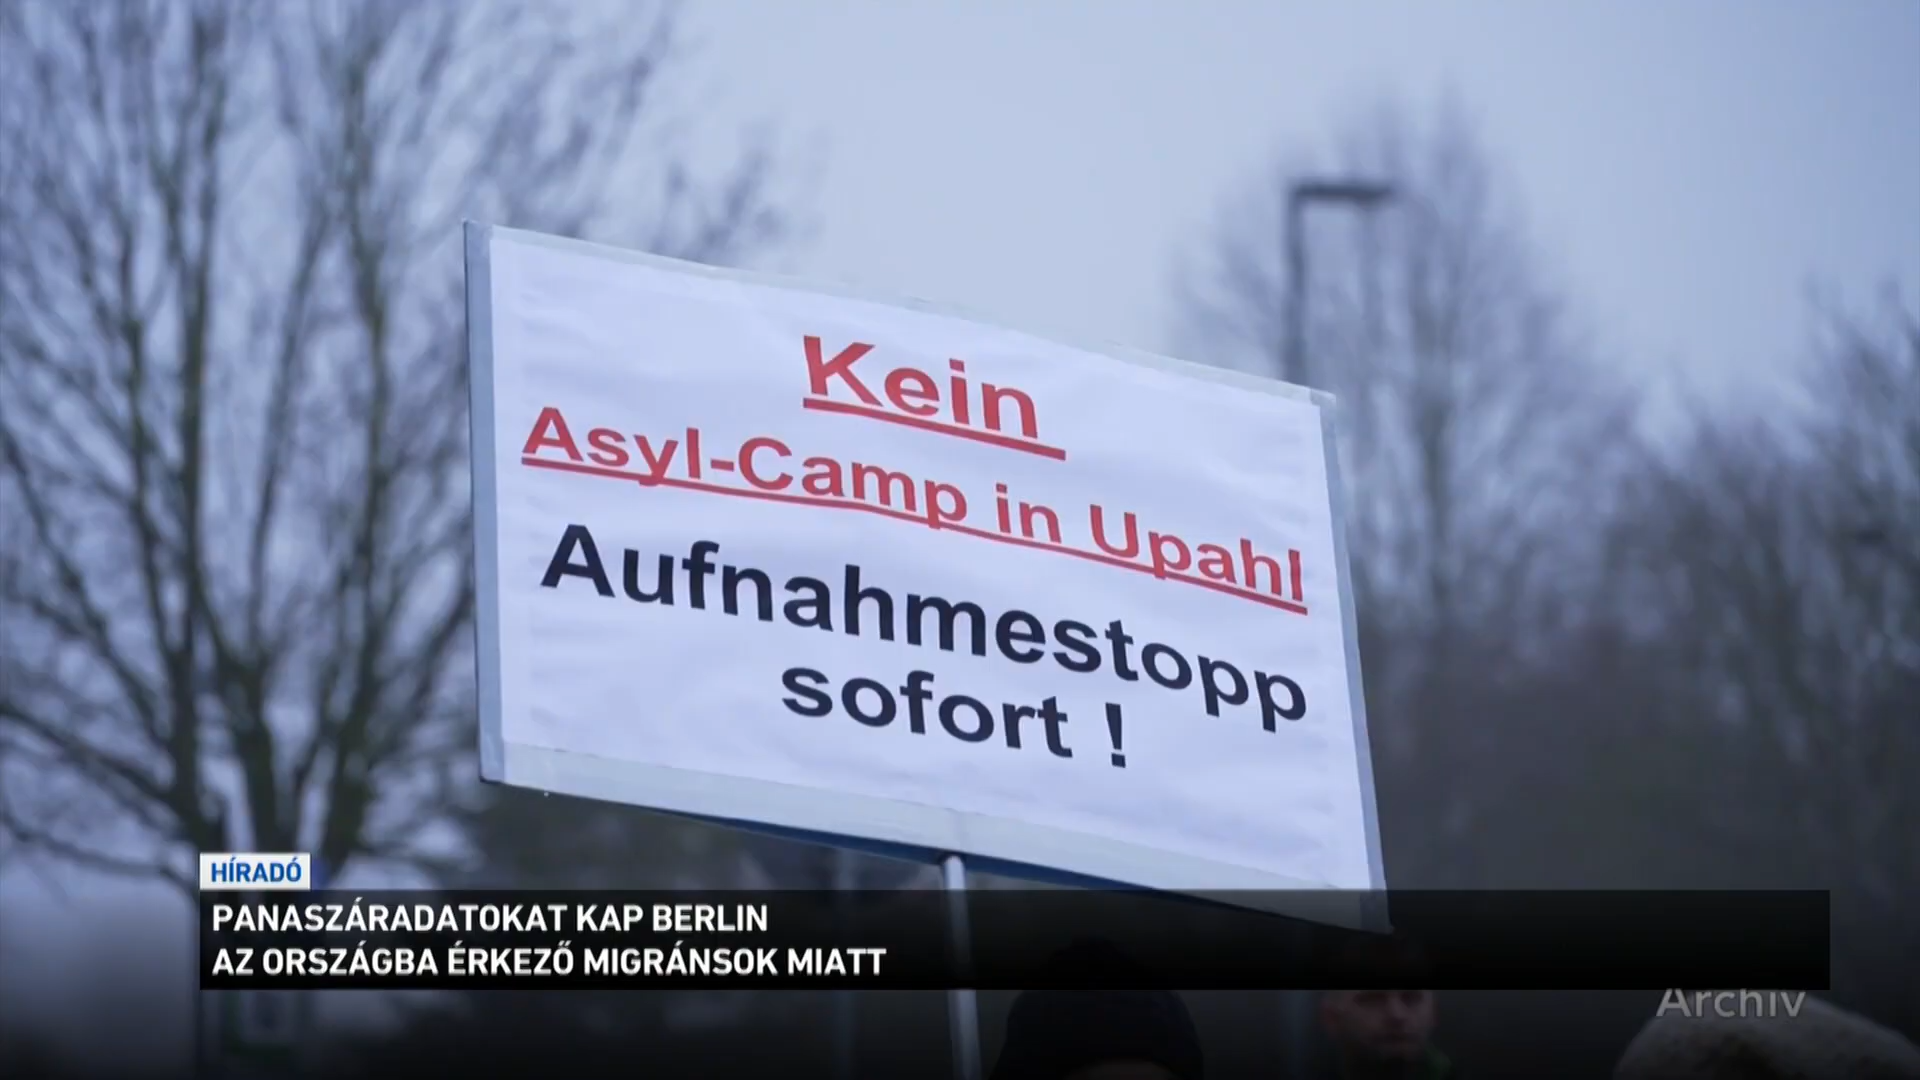 Kein
Asyl-Camp in Upahl
Aufnahmestopp
sofort !
HÍRADÓ
PANASZÁRADATOKAT KAP BERLIN
AZ ORSZÁGBA ÉRKEZŐ MIGRÁNSOK MIATT
Archiv